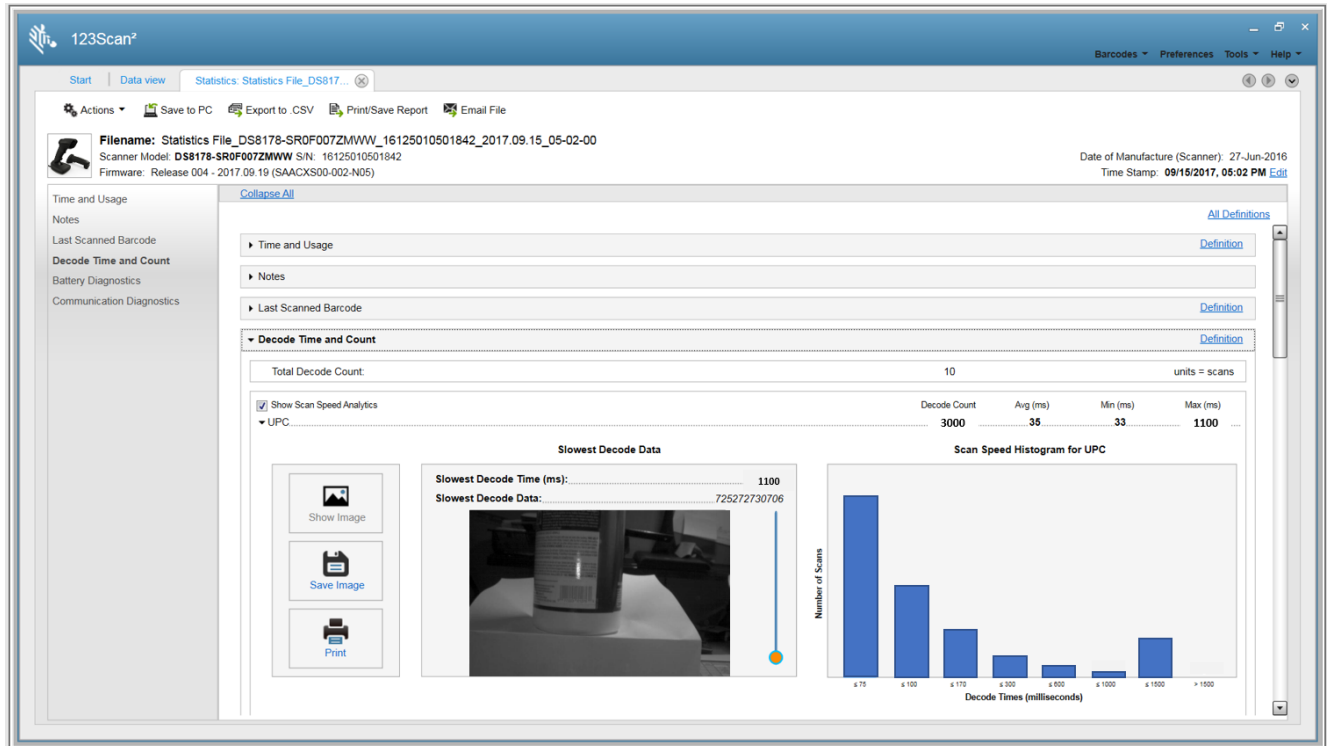 123Scan²
Barcodes Preferences Tools Help
Start Data view Statistics: Statistics File_DS817...
Actions Save to PC Export to .CSV Print/Save Report Email File
Filename: Statistics File_DS8178-SR0F007ZMWW_16125010501842_2017.09.15_05-02-00
Scanner Model: DS8178-SR0F007ZMWW S/N: 16125010501842 Date of Manufacture (Scanner): 27-Jun-2016
Firmware: Release 004 - 2017.09.19 (SAACXS00-002-N05) Time Stamp: 09/15/2017, 05:02 PM Edit
Time and Usage
Notes
Last Scanned Barcode
Decode Time and Count
Battery Diagnostics
Communication Diagnostics
Collapse All
All Definitions
Time and Usage Definition
Notes
Last Scanned Barcode Definition
Decode Time and Count Definition
Total Decode Count: 10 units = scans
Show Scan Speed Analytics Decode Count Avg (ms) Min (ms) Max (ms)
UPC 3000 35 33 1100
Show Image
Save Image
Print
Slowest Decode Data
Slowest Decode Time (ms): 1100
Slowest Decode Data: 725272730706
Scan Speed Histogram for UPC
Number of Scans
≤ 75 ≤ 100 ≤ 170 ≤ 300 ≤ 600 ≤ 1000 ≤ 1500 > 1500
Decode Times (milliseconds)